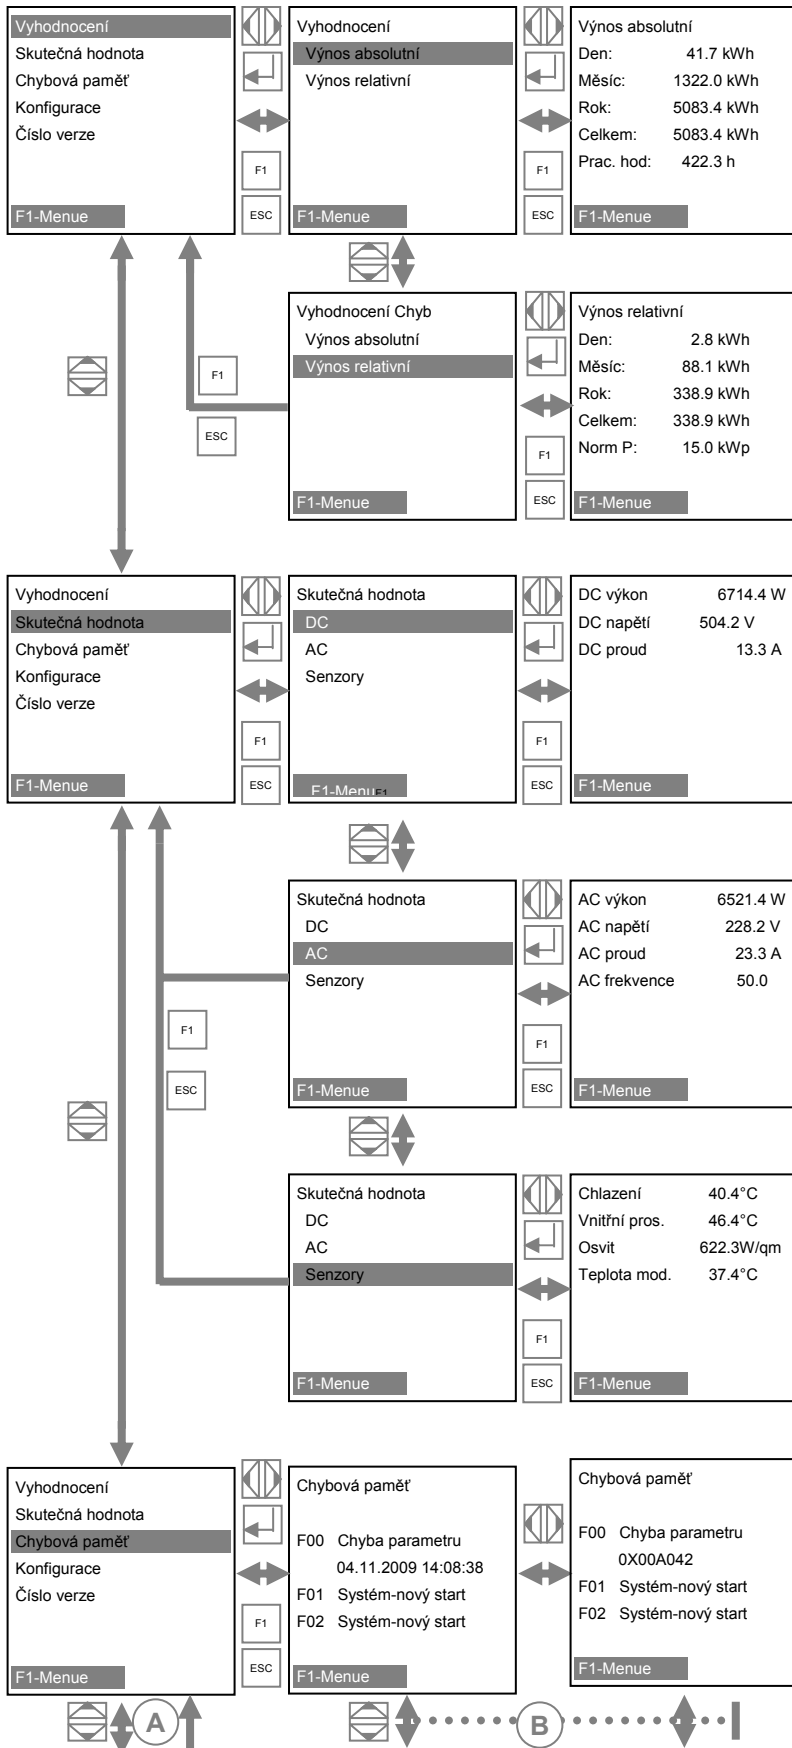 Vyhodnocení
Skutečná hodnota
Chybová paměť
Konfigurace
Číslo verze
F1-Menue
F1
ESC
Vyhodnocení
Výnos absolutní
Výnos relativní
F1-Menue
F1
ESC
Výnos absolutní
Den: 41.7 kWh
Měsíc: 1322.0 kWh
Rok: 5083.4 kWh
Celkem: 5083.4 kWh
Prac. hod: 422.3 h
F1-Menue
F1
ESC
Vyhodnocení Chyb
Výnos absolutní
Výnos relativní
F1-Menue
F1
ESC
Výnos relativní
Den: 2.8 kWh
Měsíc: 88.1 kWh
Rok: 338.9 kWh
Celkem: 338.9 kWh
Norm P: 15.0 kWp
F1-Menue
Vyhodnocení
Skutečná hodnota
Chybová paměť
Konfigurace
Číslo verze
F1-Menue
F1
ESC
Skutečná hodnota
DC
AC
Senzory
F1-MenuF1
F1
ESC
DC výkon 6714.4 W
DC napětí 504.2 V
DC proud 13.3 A
F1-Menue
F1
ESC
Skutečná hodnota
DC
AC
Senzory
F1-Menue
F1
ESC
AC výkon 6521.4 W
AC napětí 228.2 V
AC proud 23.3 A
AC frekvence 50.0
F1-Menue
Skutečná hodnota
DC
AC
Senzory
F1-Menue
F1
ESC
Chlazení 40.4°C
Vnitřní pros. 46.4°C
Osvit 622.3W/qm
Teplota mod. 37.4°C
F1-Menue
Vyhodnocení
Skutečná hodnota
Chybová paměť
Konfigurace
Číslo verze
F1-Menue
F1
ESC
Chybová paměť
F00 Chyba parametru
04.11.2009 14:08:38
F01 Systém-nový start
F02 Systém-nový start
F1-Menue
Chybová paměť
F00 Chyba parametru
0X00A042
F01 Systém-nový start
F02 Systém-nový start
F1-Menue
A
B